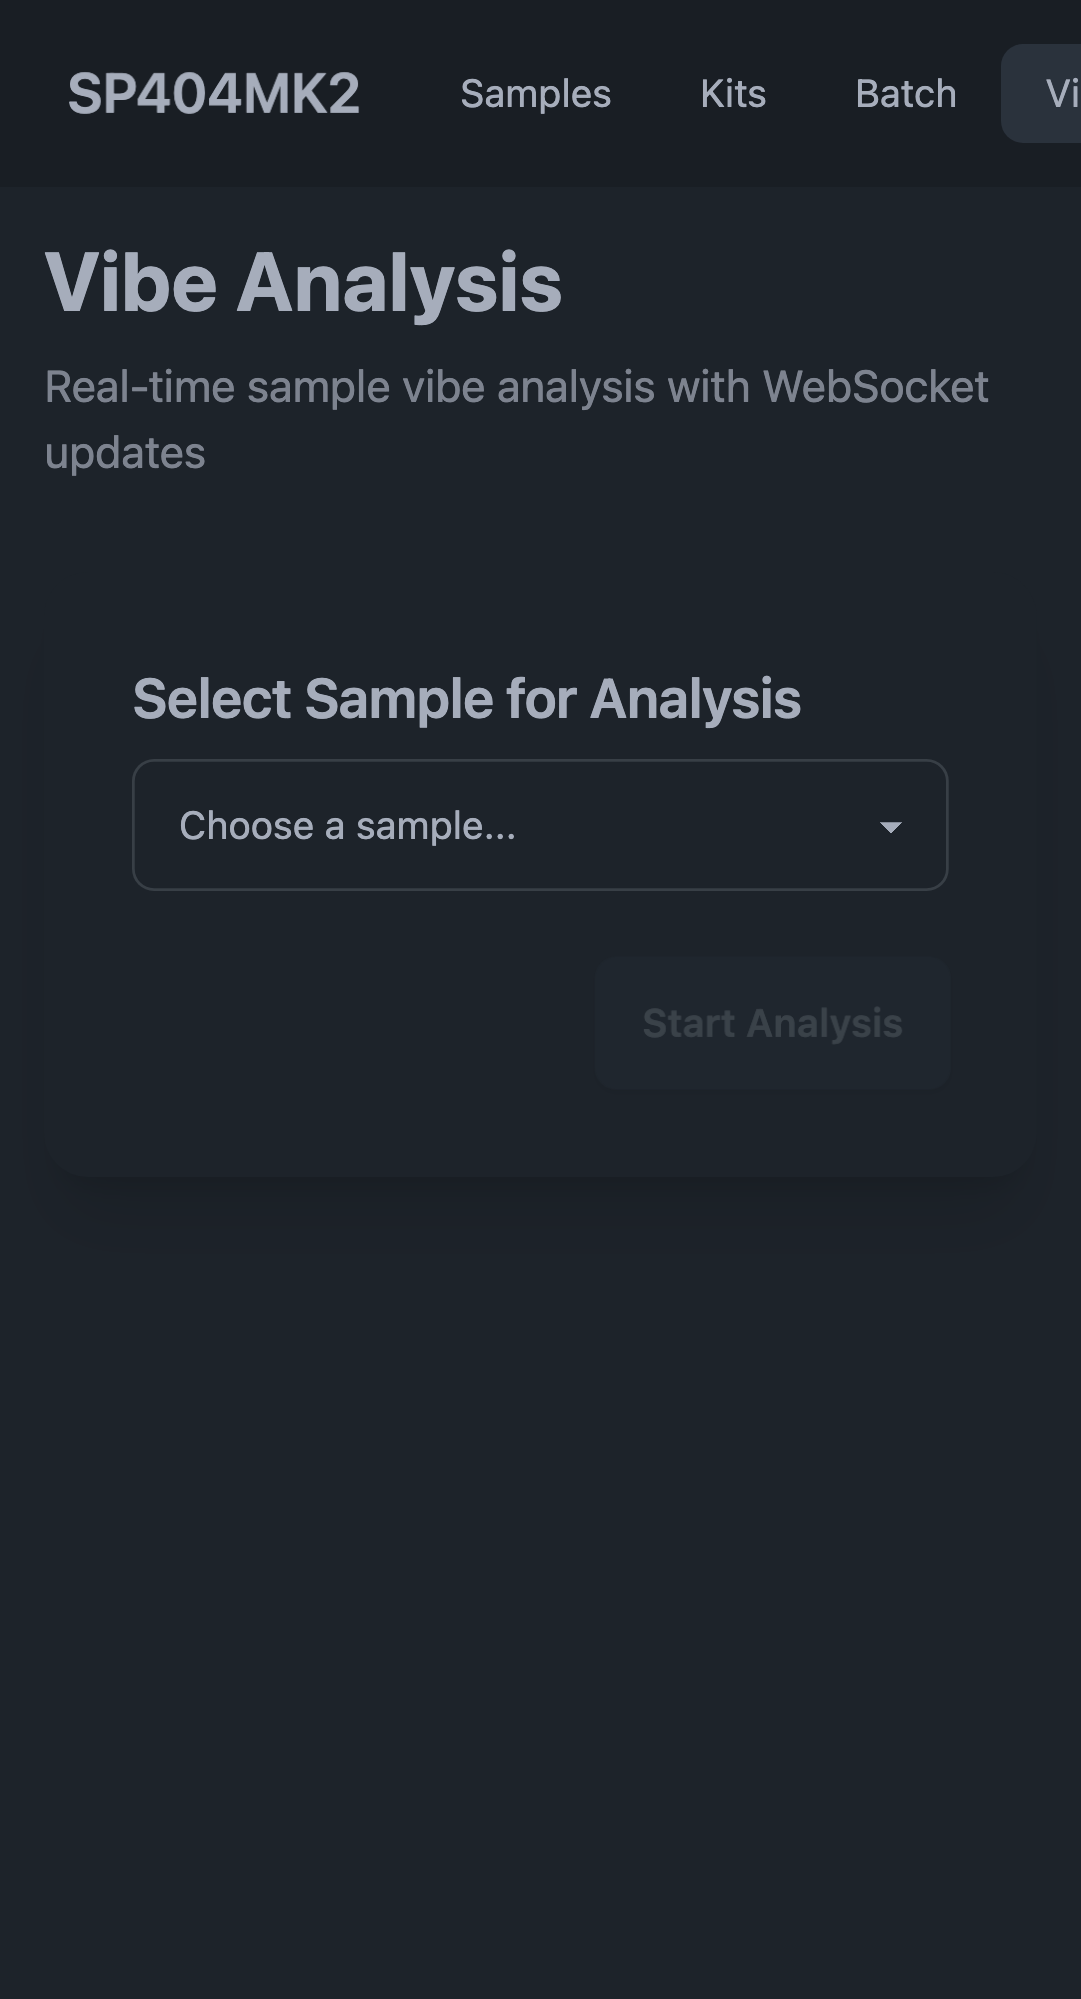 SP404MK2 Samples Kits Batch Vi
Vibe Analysis
Real-time sample vibe analysis with WebSocket
updates
Select Sample for Analysis
Choose a sample...
Start Analysis